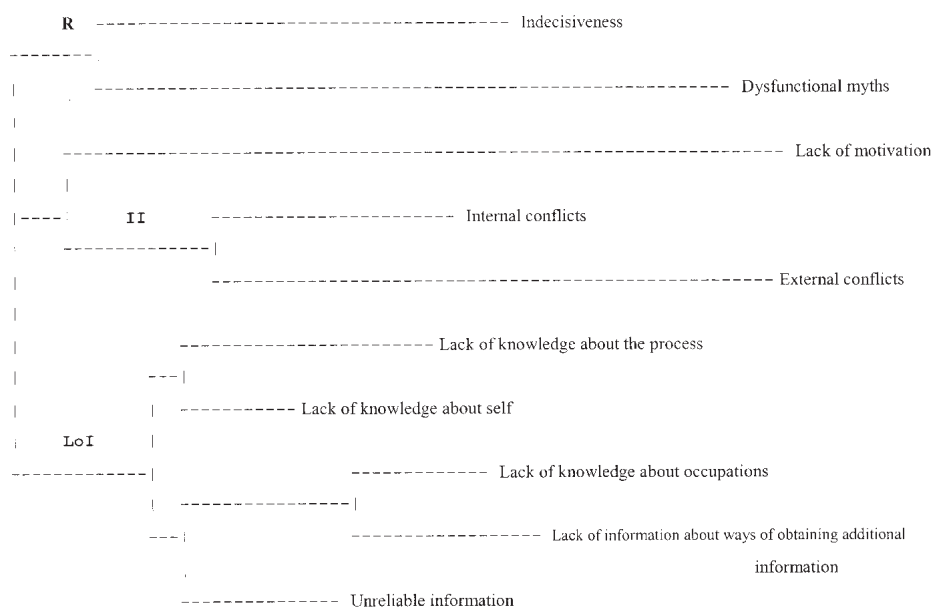 R Indecisiveness
Dysfunctional myths
Lack of motivation
II Internal conflicts
External conflicts
Lack of knowledge about the process
Lack of knowledge about self
LoI
Lack of knowledge about occupations
Lack of information about ways of obtaining additional
information
Unreliable information